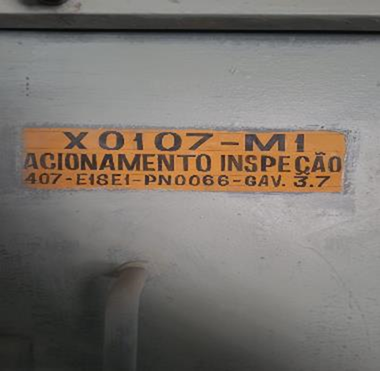 X0107-M1
ACIONAMENTO INSPEÇÃO
407-E18E1-PN0066-GAV. 3.7